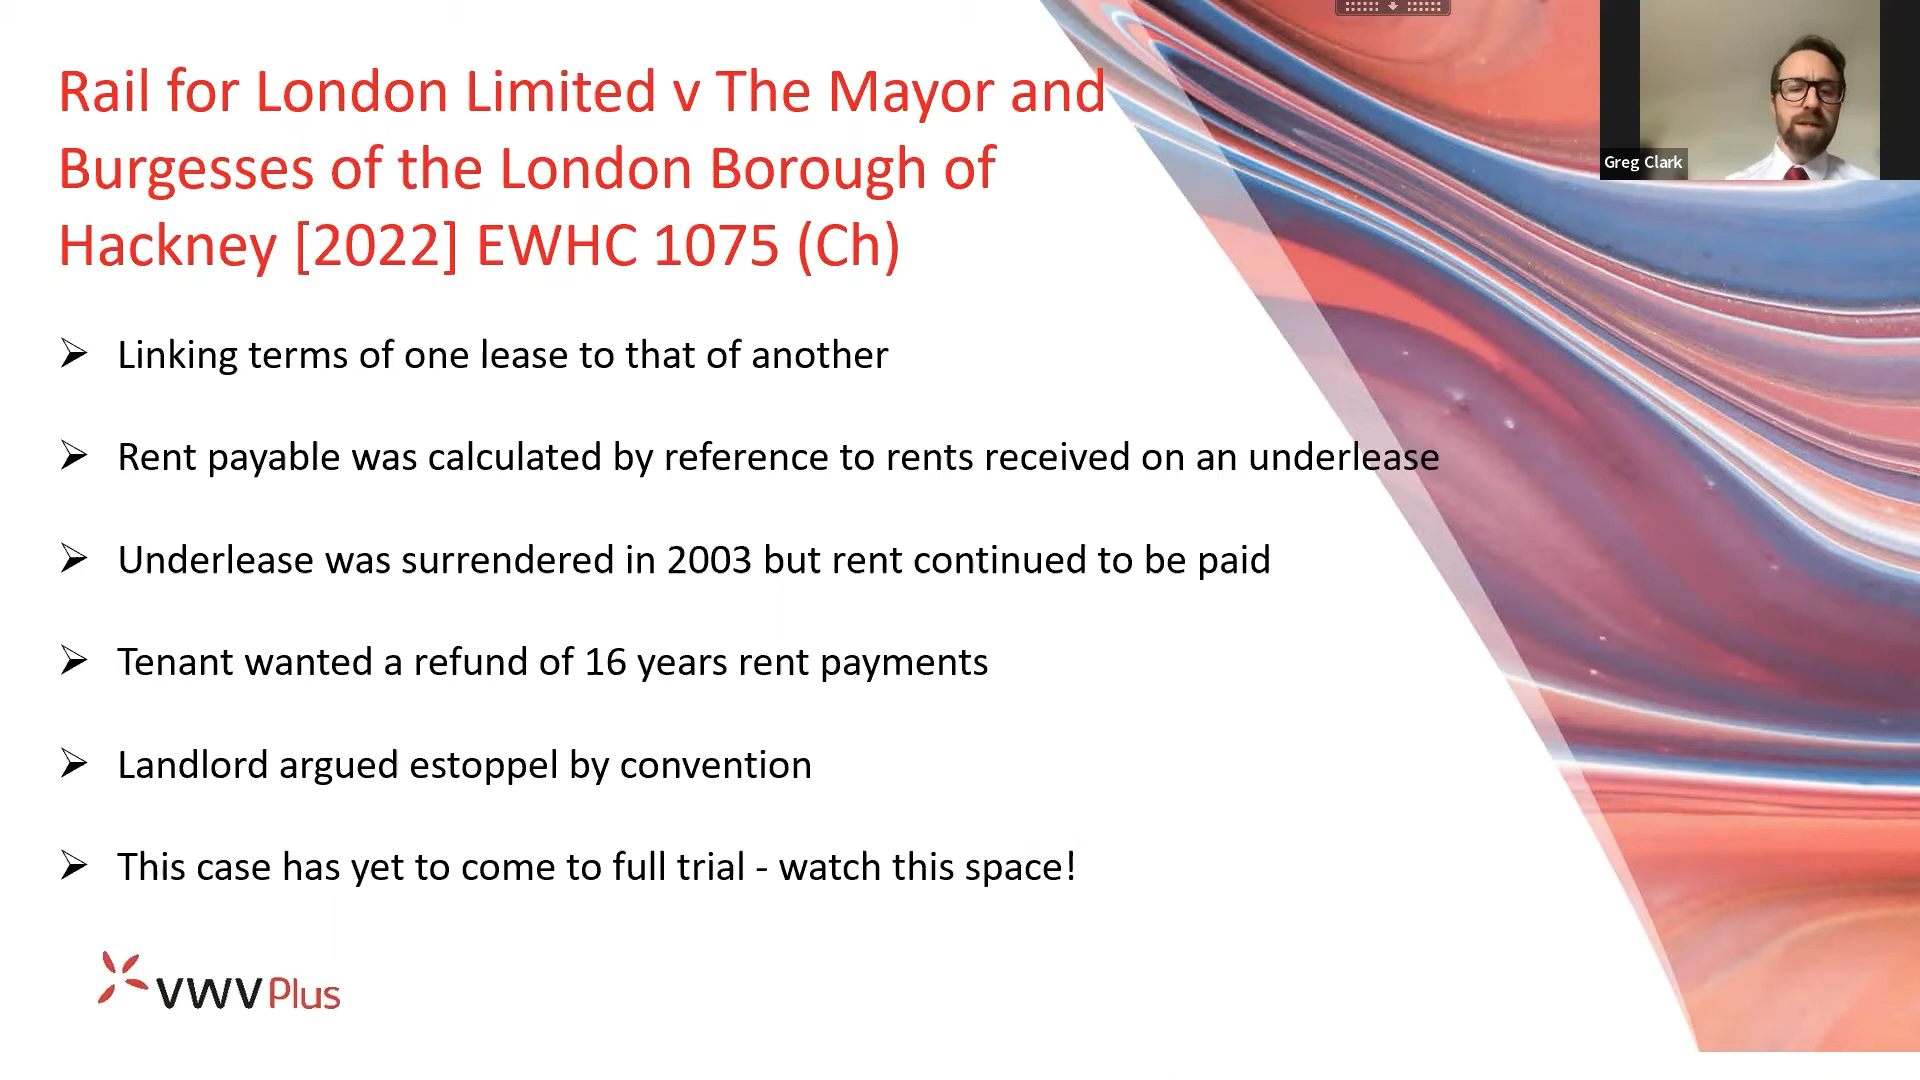 Rail for London Limited v The Mayor and
Burgesses of the London Borough of
Hackney [2022] EWHC 1075 (Ch)
Greg Clark
Linking terms of one lease to that of another
Rent payable was calculated by reference to rents received on an underlease
Underlease was surrendered in 2003 but rent continued to be paid
Tenant wanted a refund of 16 years rent payments
Landlord argued estoppel by convention
This case has yet to come to full trial - watch this space!
VWV Plus